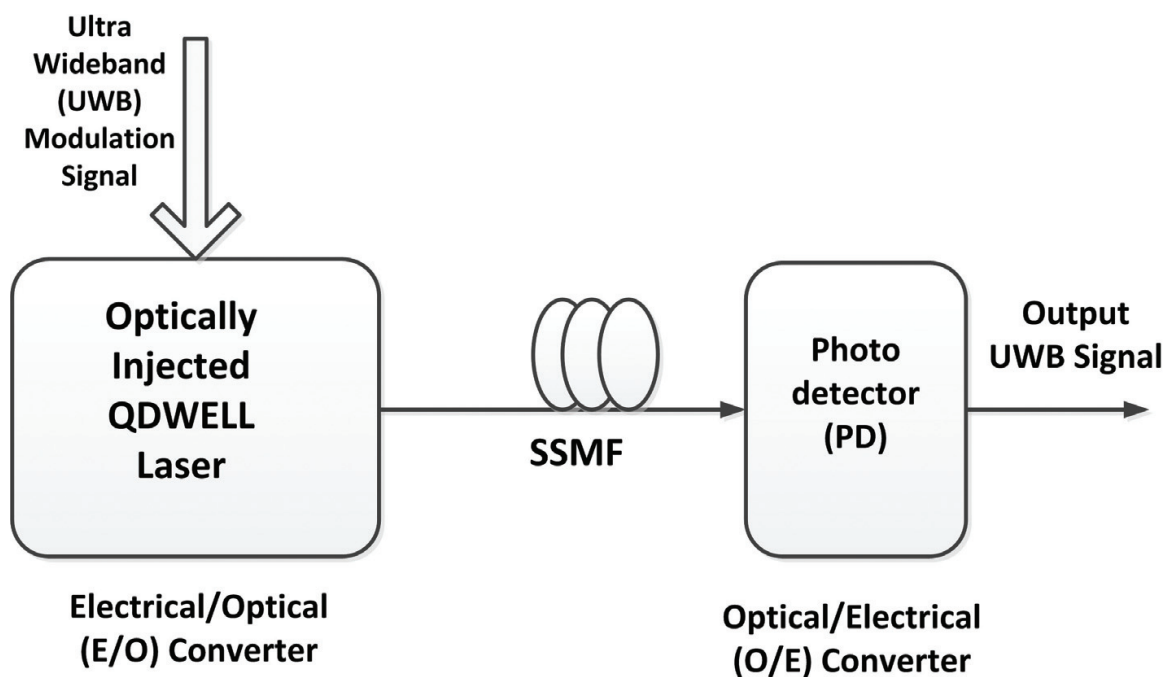 Ultra
Wideband
(UWB)
Modulation
Signal
Optically
Injected
QDWELL
Laser
Electrical/Optical
(E/O) Converter
SSMF
Photo
detector
(PD)
Optical/Electrical
(O/E) Converter
Output
UWB Signal